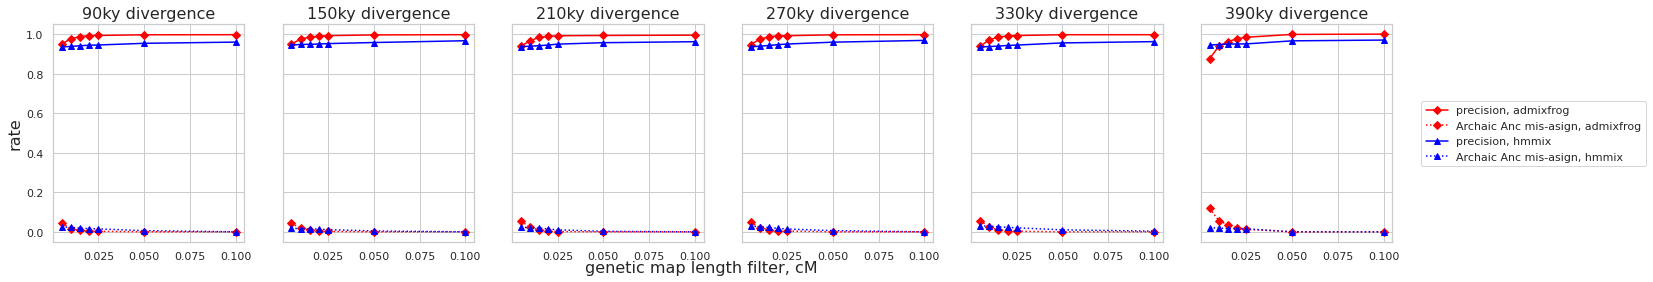 90ky divergence 150ky divergence 210ky divergence 270ky divergence 330ky divergence 390ky divergence
1.0
0.8
0.6
0.4
0.2
0.0
rate
0.025 0.050 0.075 0.100 0.025 0.050 0.075 0.100 0.025 0.050 0.075 0.100 0.025 0.050 0.075 0.100 0.025 0.050 0.075 0.100 0.025 0.050 0.075 0.100
genetic map length filter, cM
precision, admixfrog
Archaic Anc mis-asign, admixfrog
precision, hmmix
Archaic Anc mis-asign, hmmix